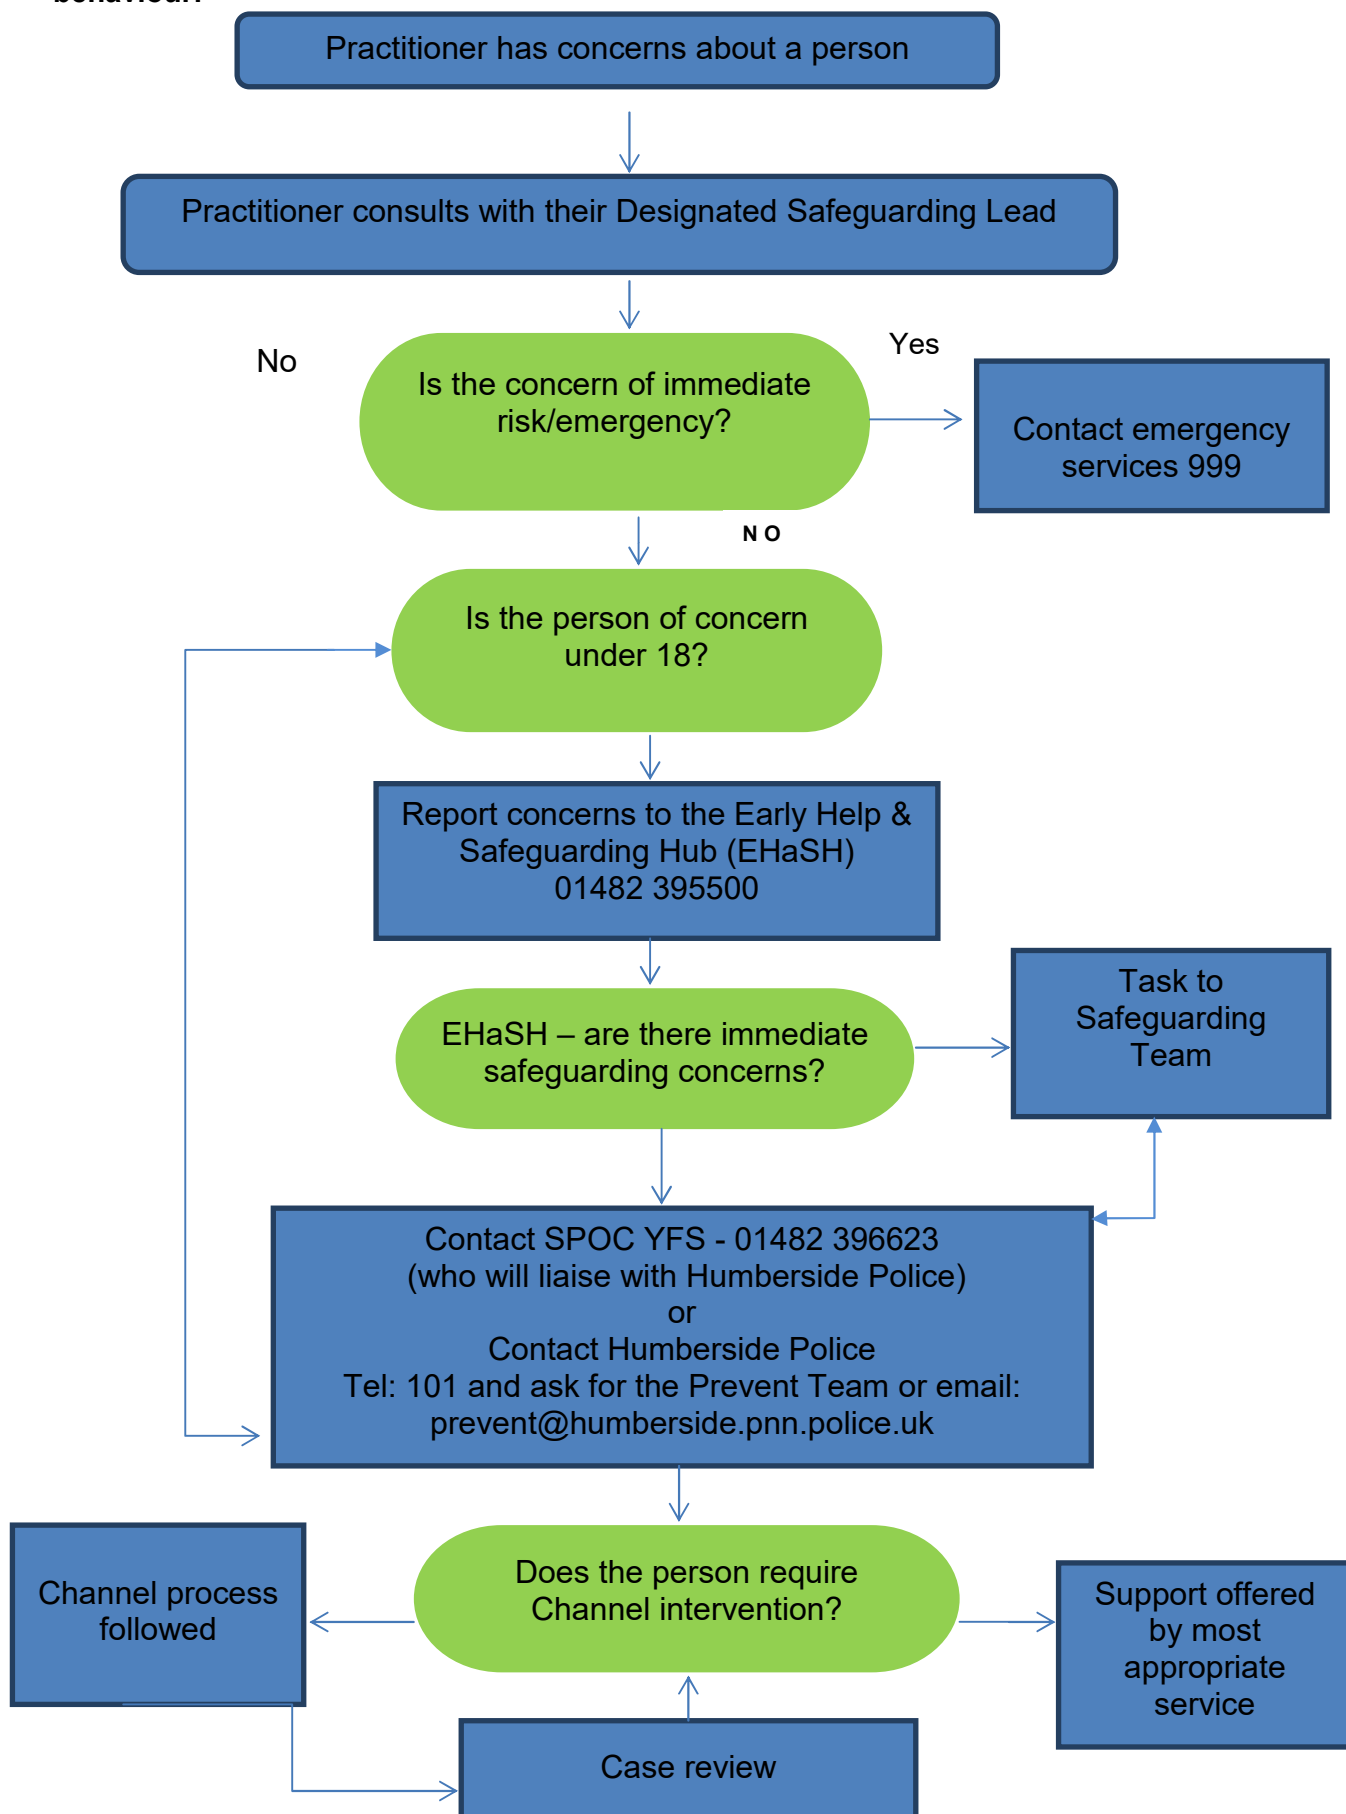 behaviour.
Practitioner has concerns about a person
Practitioner consults with their Designated Safeguarding Lead
No
Is the concern of immediate
risk/emergency?
Yes
Contact emergency
services 999
N O
Is the person of concern
under 18?
Report concerns to the Early Help &
Safeguarding Hub (EHaSH)
01482 395500
EHaSH – are there immediate
safeguarding concerns?
Task to
Safeguarding
Team
Contact SPOC YFS - 01482 396623
(who will liaise with Humberside Police)
or
Contact Humberside Police
Tel: 101 and ask for the Prevent Team or email:
prevent@humberside.pnn.police.uk
Channel process
followed
Does the person require
Channel intervention?
Support offered
by most
appropriate
service
Case review